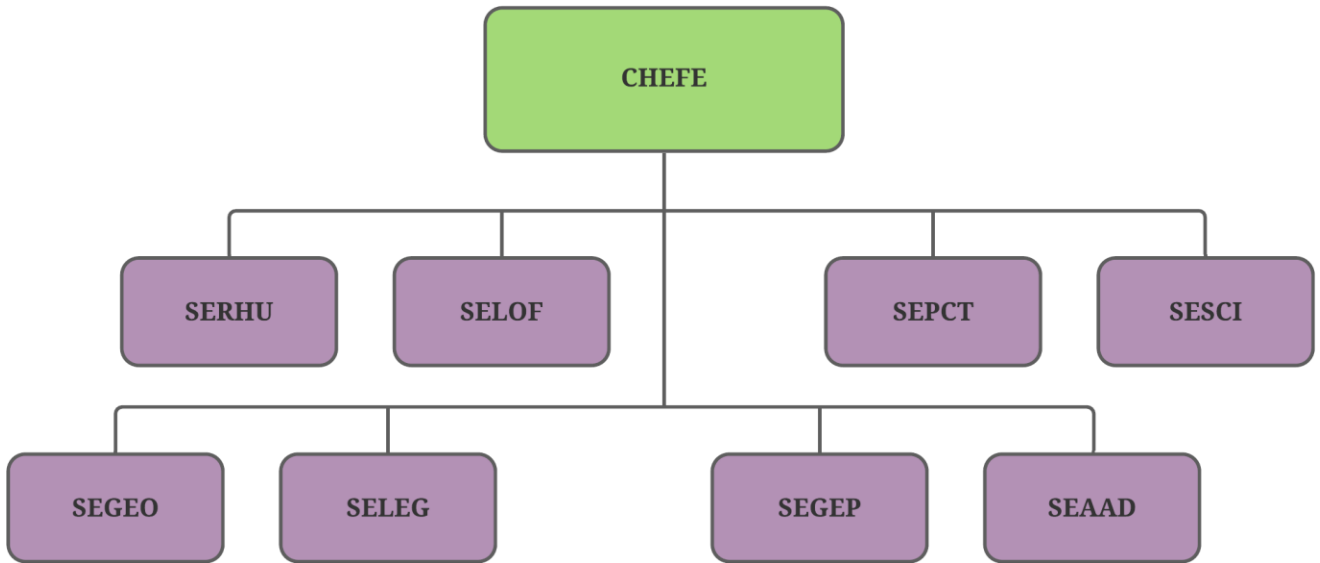 CHEFE
SERHU
SELOF
SEPCT
SESCI
SEGEO
SELEG
SEGEP
SEAAD